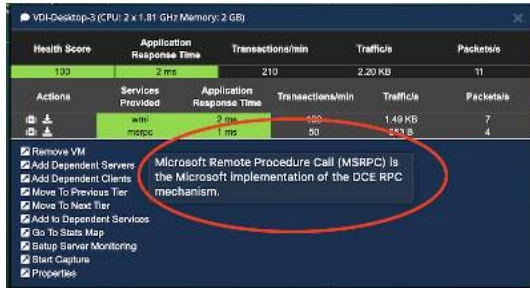 VDI-Desktop-3 (CPU: 2 x 1.81 GHz Memory: 2 GB)
Health Score Application Response Time Transactions/min Traffic/s Packets/s
100 2 ms 210 2.20 KB 11
Actions Services Provided Application Response Time Transactions/min Traffic/s Packets/s
wmi 2 ms 1.49 KB 7
msrpc 1 ms 50 B 4
Remove VM
Add Dependent Servers
Add Dependent Clients
Move To Previous Tier
Move To Next Tier
Add to Dependent Services
Go To Stats Map
Setup Server Monitoring
Start Capture
Properties
Microsoft Remote Procedure Call (MSRPC) is
the Microsoft implementation of the DCE RPC
mechanism.